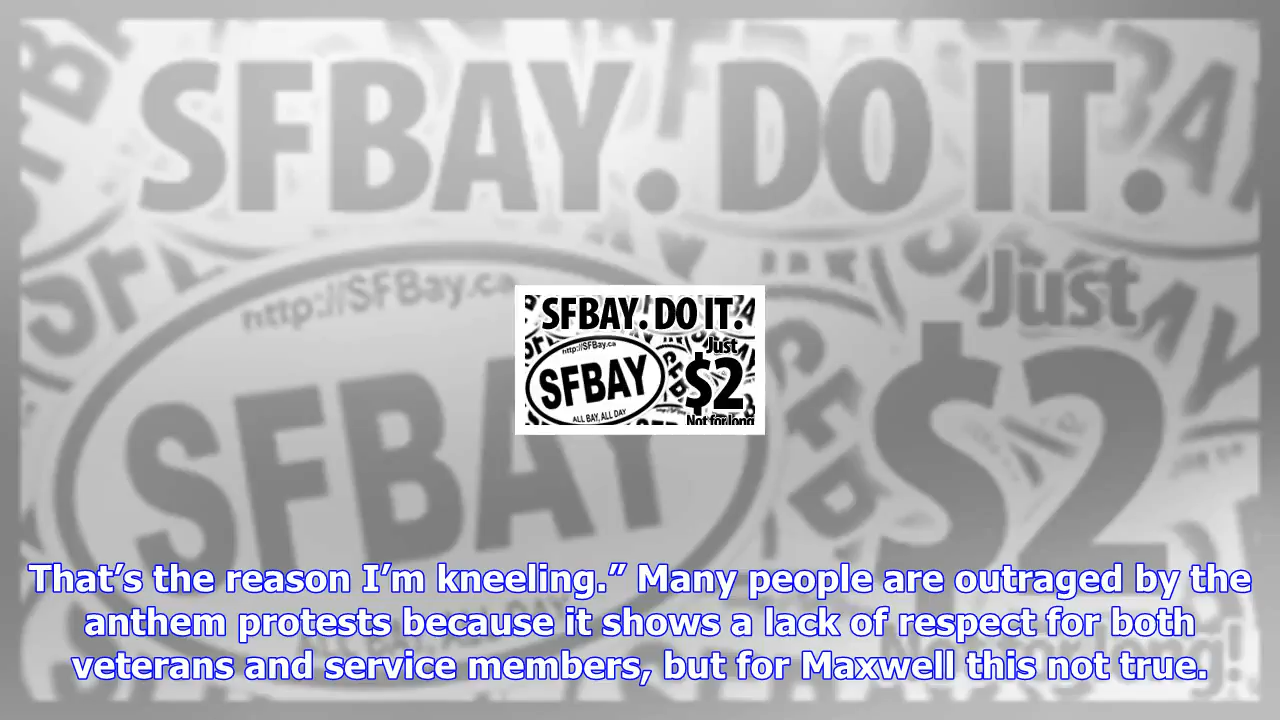 SFBAY. DO IT.
http://SFBay.ca
Just
SFBAY
$2
SFBAY. DO IT.
http://SFBay.ca
Just
SFBAY
$2
ALL BAY, ALL DAY
Not for long
That’s the reason I’m kneeling.” Many people are outraged by the
anthem protests because it shows a lack of respect for both
veterans and service members, but for Maxwell this not true.